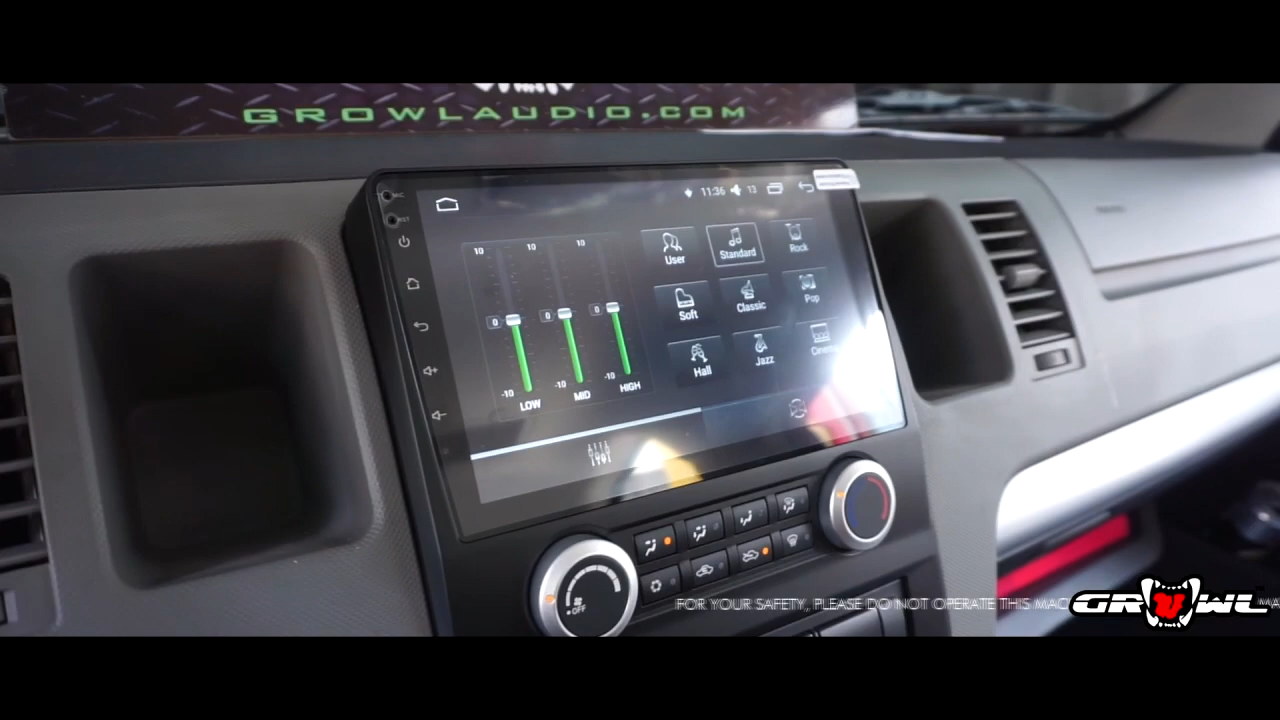 GROWLAUDIO.COM
11:36 13
10 10 10
User Standard Rock
0 0 0
Soft Classic Pop
-10 -10 -10
LOW MID HIGH
Hall Jazz Cinema
OFF
FOR YOUR SAFETY, PLEASE DO NOT OPERATE THIS MAC
GROWL